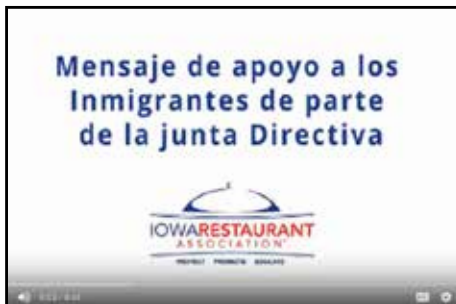 Mensaje de apoyo a los
Inmigrantes de parte
de la junta Directiva
IOWARESTAURANT
ASSOCIATION
PROTECT PROMOTE EDUCATE